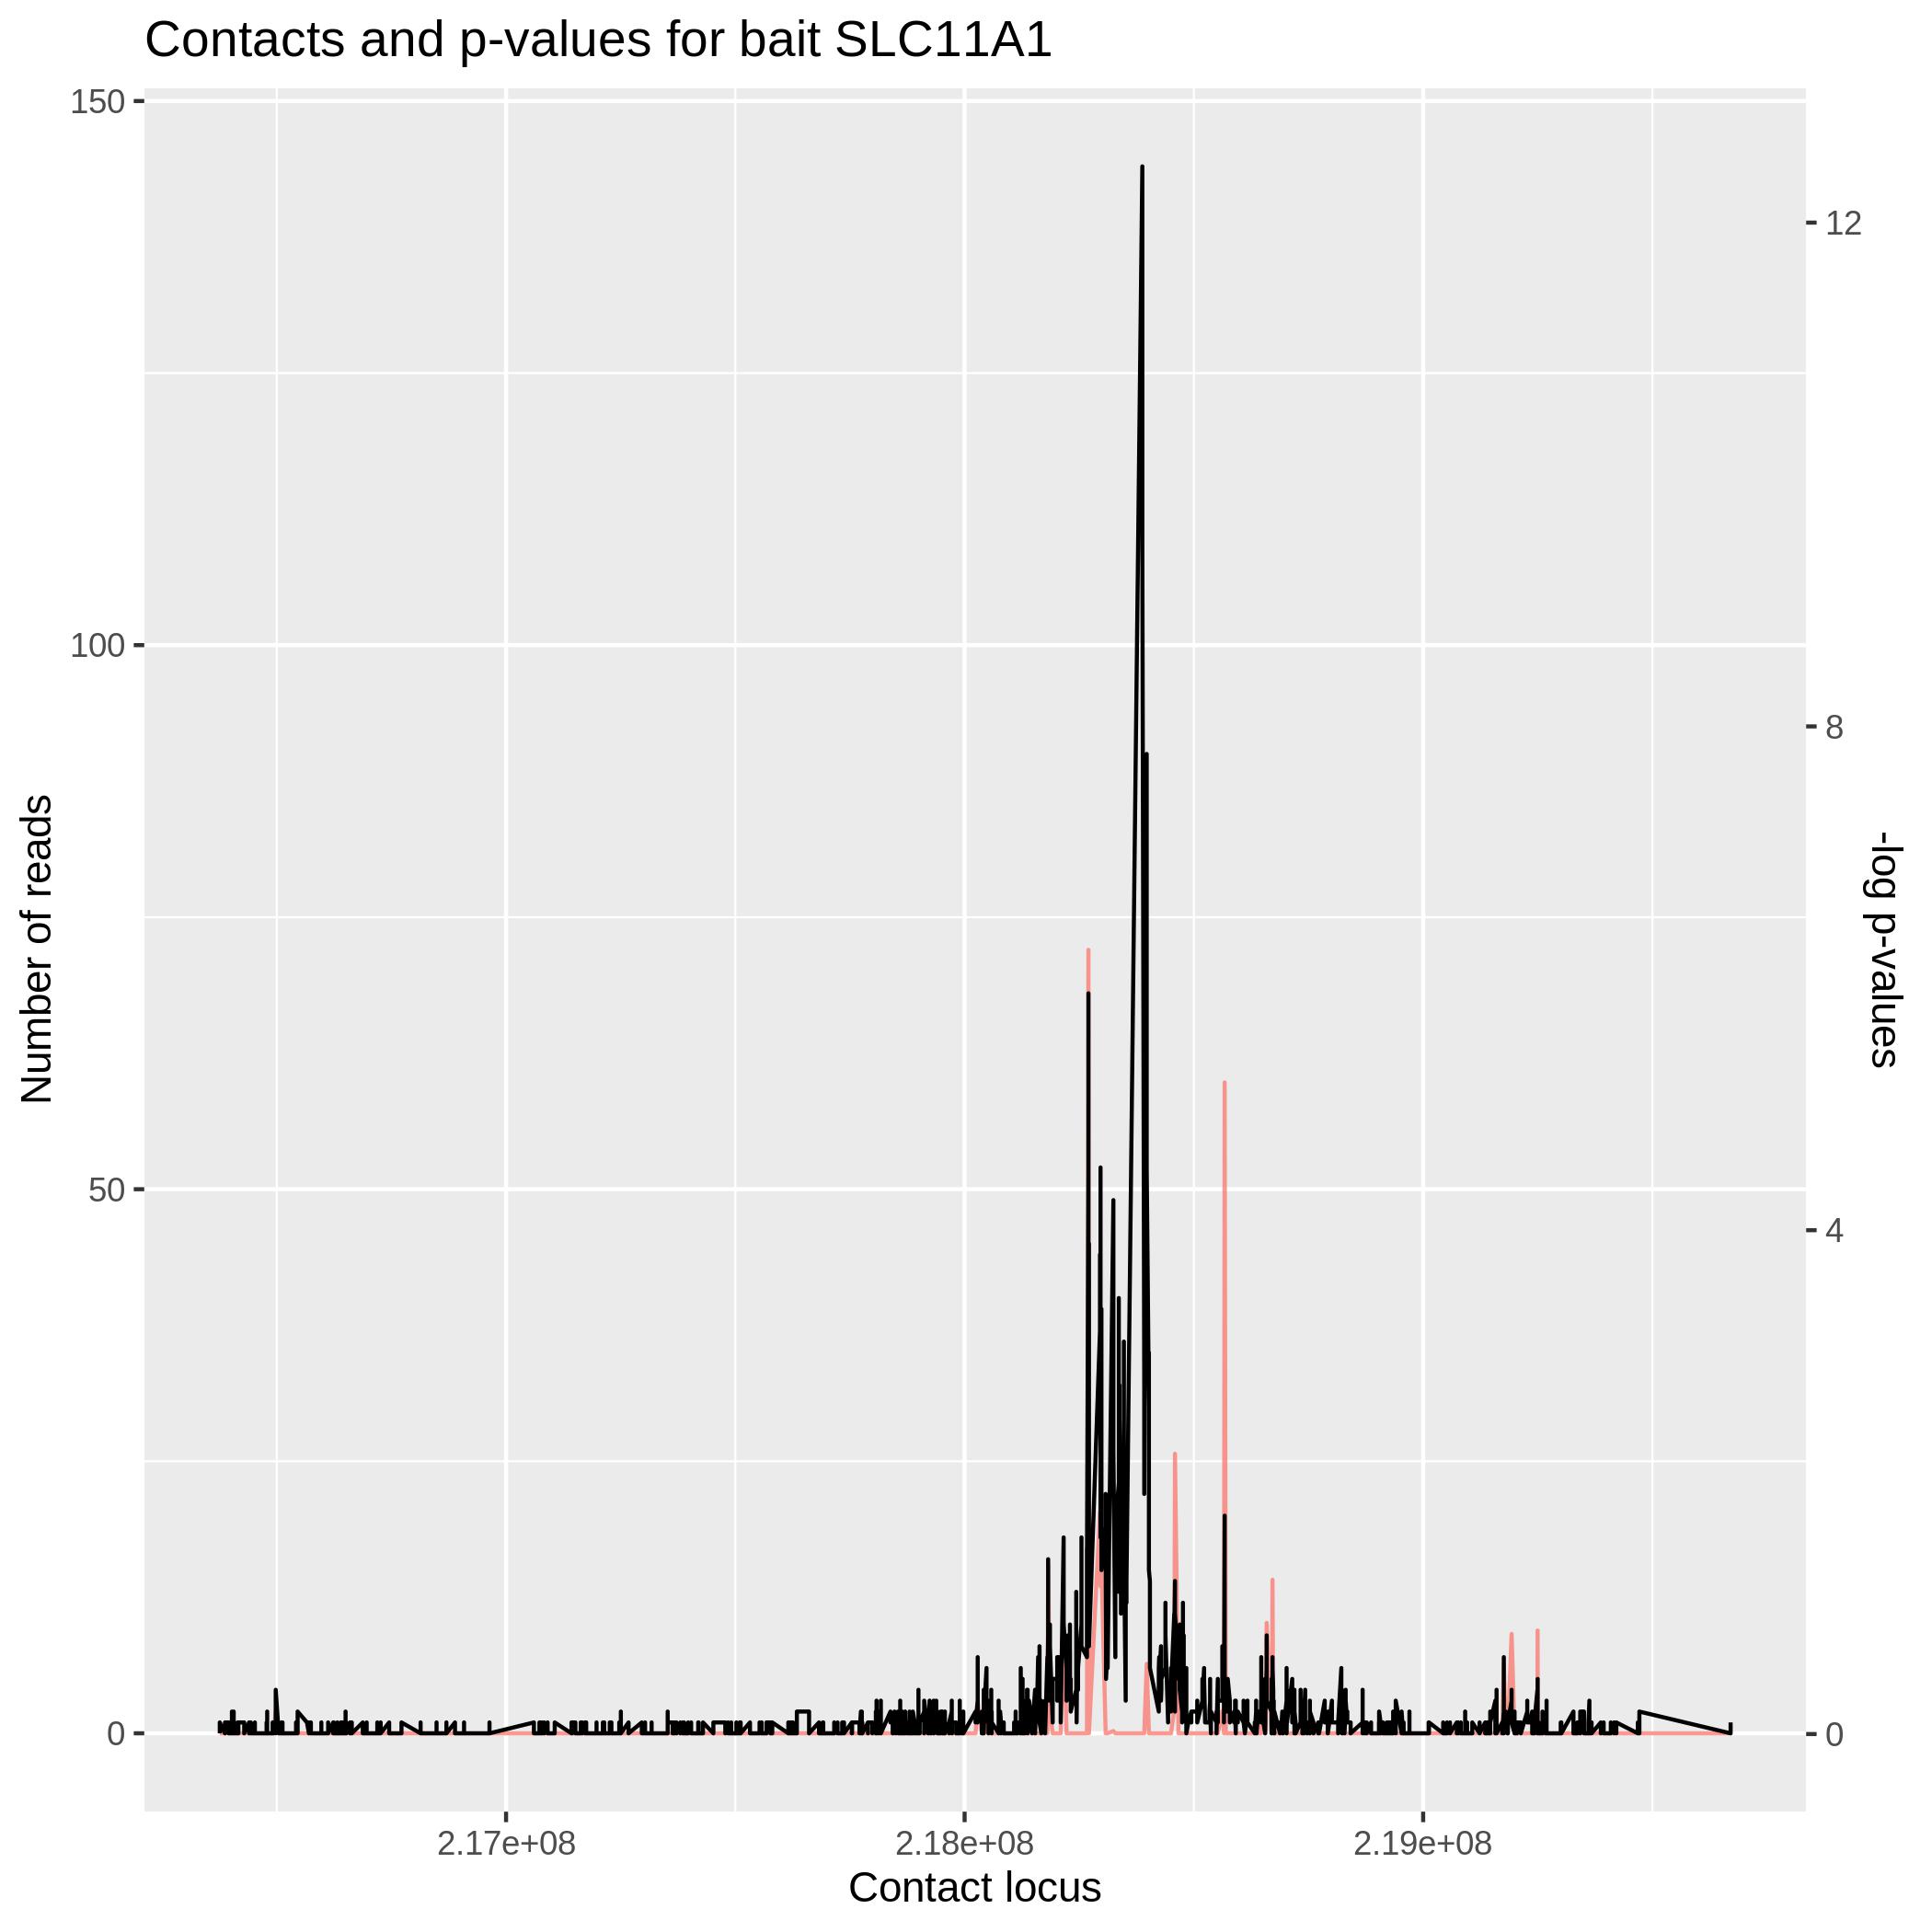 Contacts and p-values for bait SLC11A1
150
100
50
0
12
8
4
0
Number of reads
-log p-values
2.17e+08
2.18e+08
2.19e+08
Contact locus